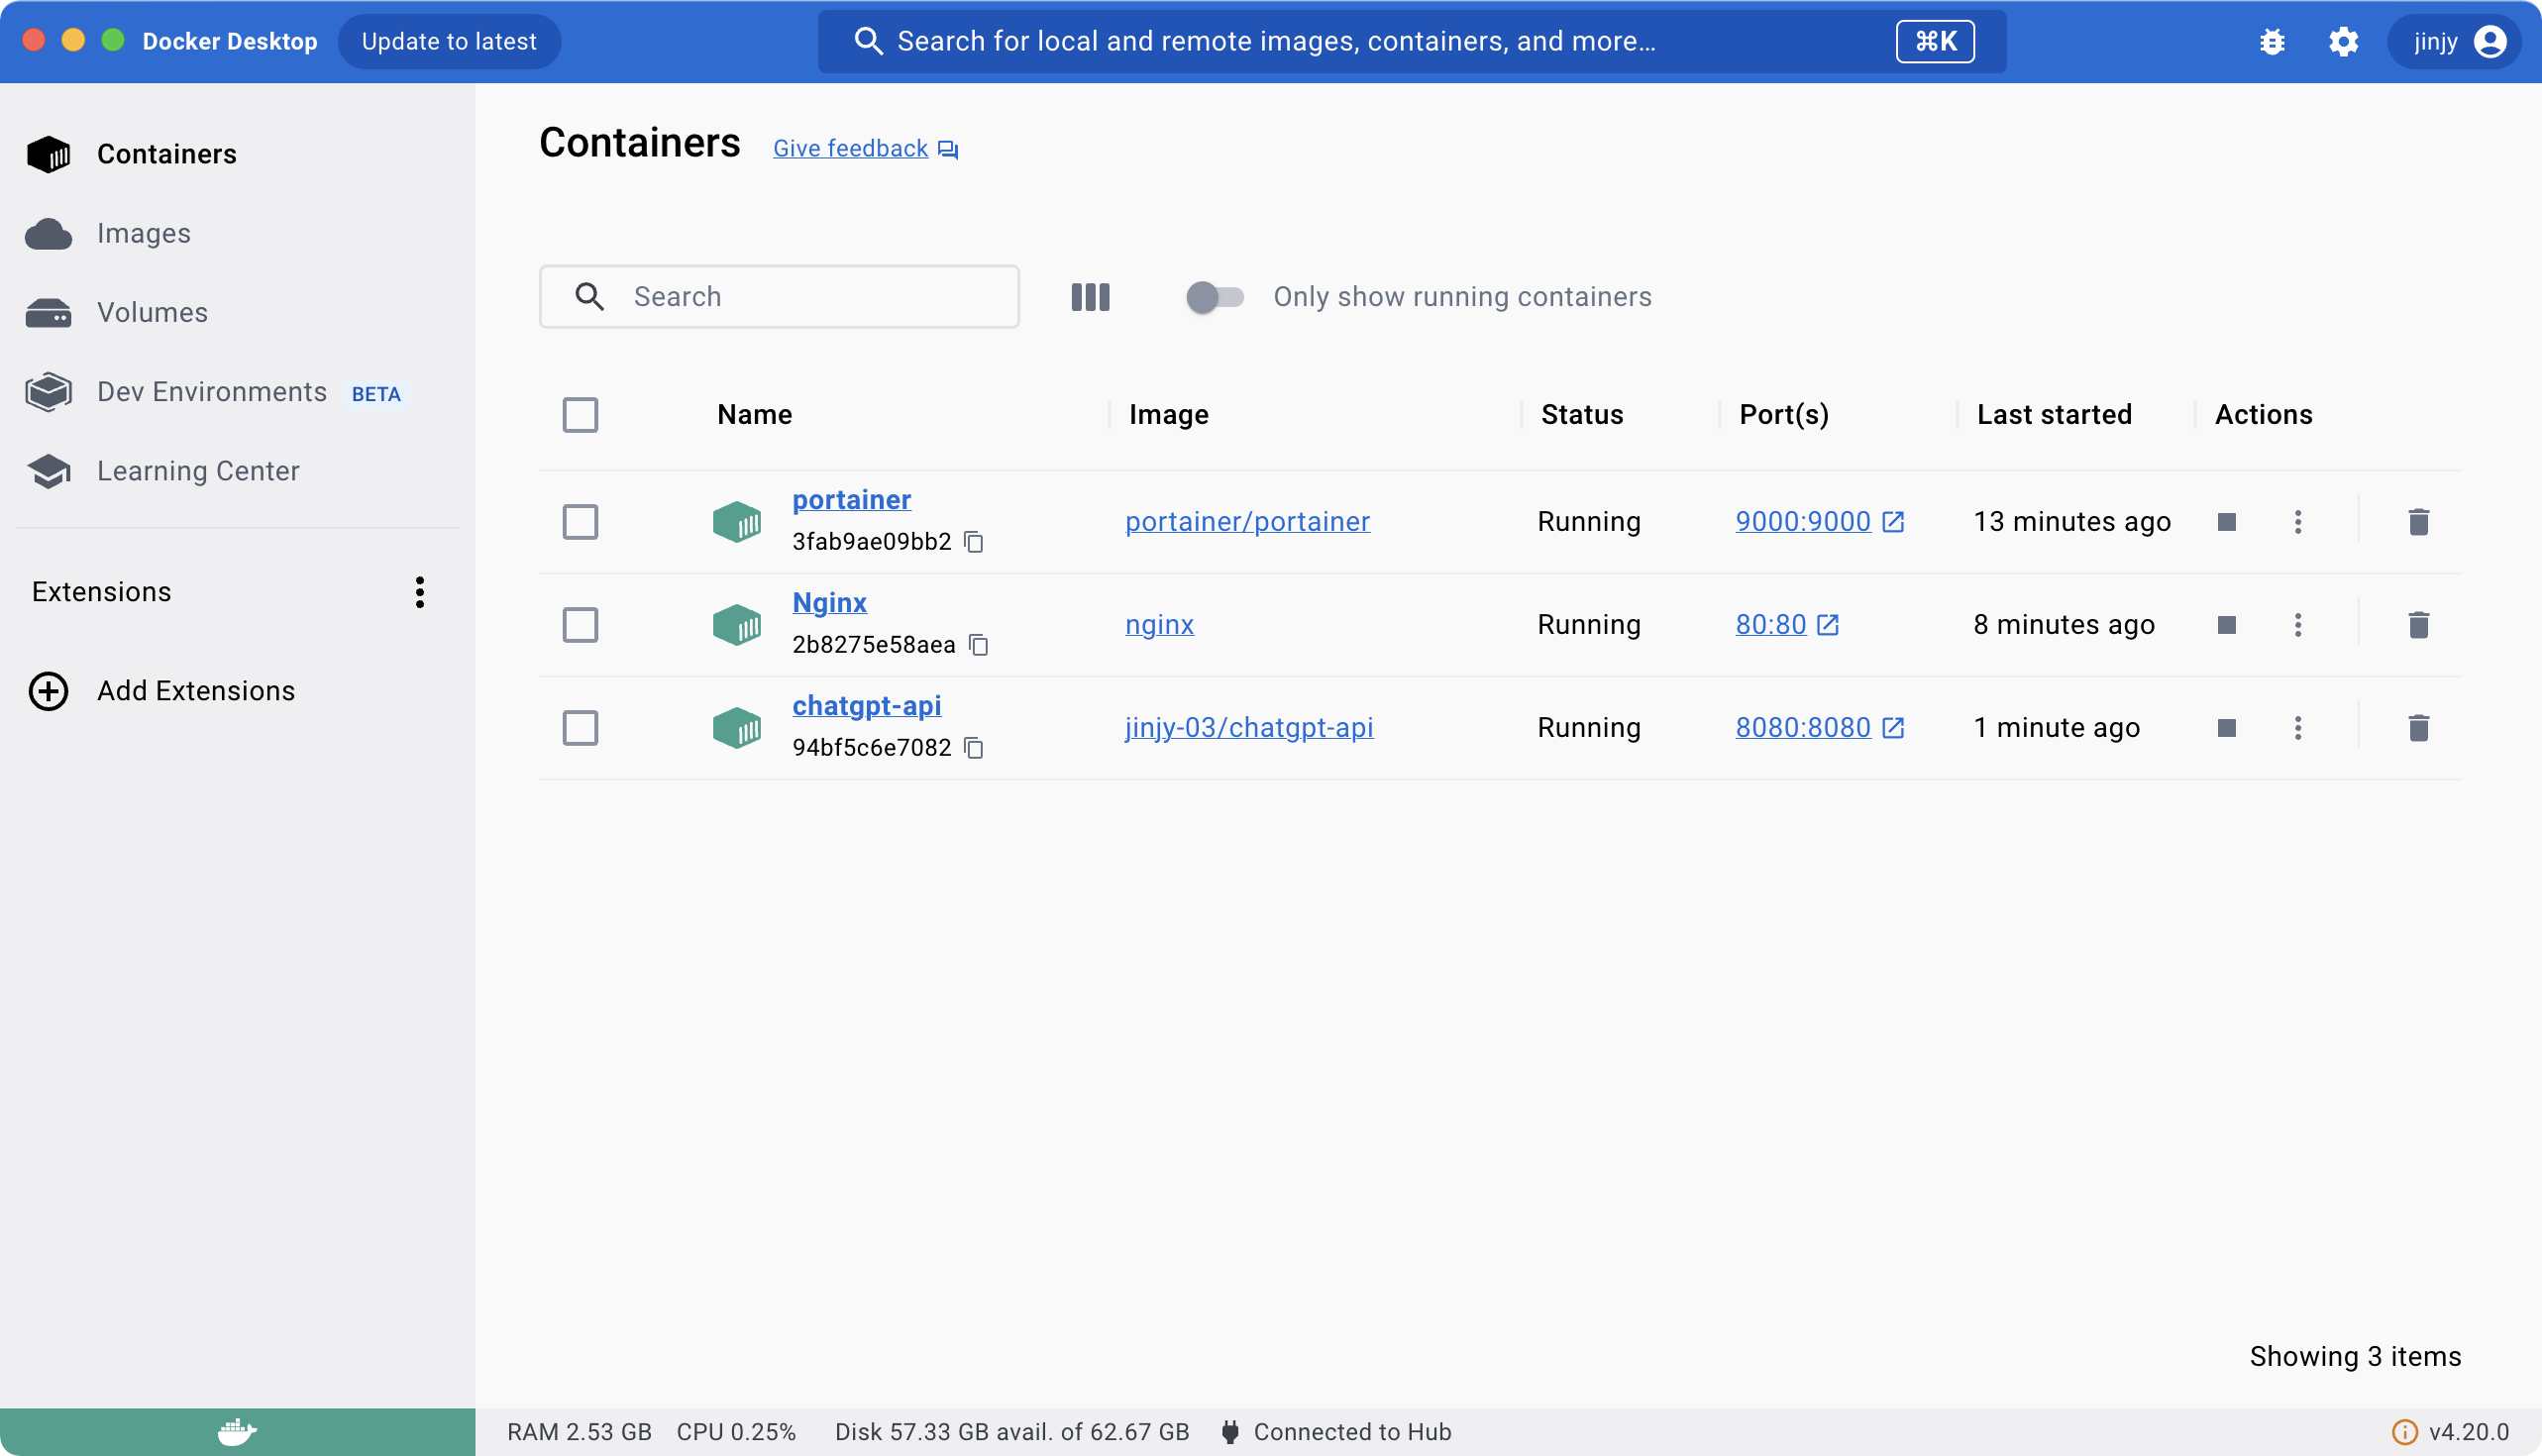 Docker Desktop Update to latest Search for local and remote images, containers, and more... ⌘K jinjy
Containers
Images
Volumes
Dev Environments BETA
Learning Center
Extensions
Add Extensions
Containers Give feedback
Search Only show running containers
Name Image Status Port(s) Last started Actions
portainer
3fab9ae09bb2 portainer/portainer Running 9000:9000 13 minutes ago
Nginx
2b8275e58aea nginx Running 80:80 8 minutes ago
chatgpt-api
94bf5c6e7082 jinjy-03/chatgpt-api Running 8080:8080 1 minute ago
Showing 3 items
RAM 2.53 GB CPU 0.25% Disk 57.33 GB avail. of 62.67 GB Connected to Hub v4.20.0